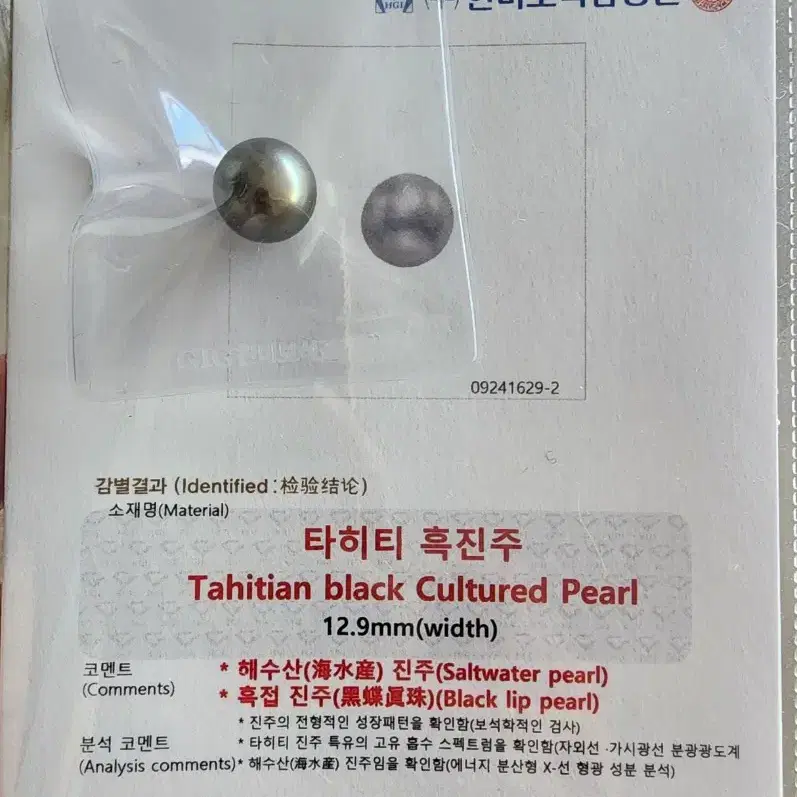 HGI
09241629-2
감별결과 (Identified:检验结论)
소재명(Material)
타히티 흑진주
Tahitian black Cultured Pearl
12.9mm(width)
코멘트
(Comments)
* 해수산(海水産) 진주(Saltwater pearl)
* 흑접 진주(黑蝶眞珠)(Black lip pearl)
* 진주의 전형적인 성장패턴을 확인함(보석학적인 검사)
분석 코멘트
(Analysis comments)
* 타히티 진주 특유의 고유 흡수 스펙트럼을 확인함(자외선 ·가시광선 분광광도계
* 해수산(海水産) 진주임을 확인함(에너지 분산형 X-선 형광 성분 분석)